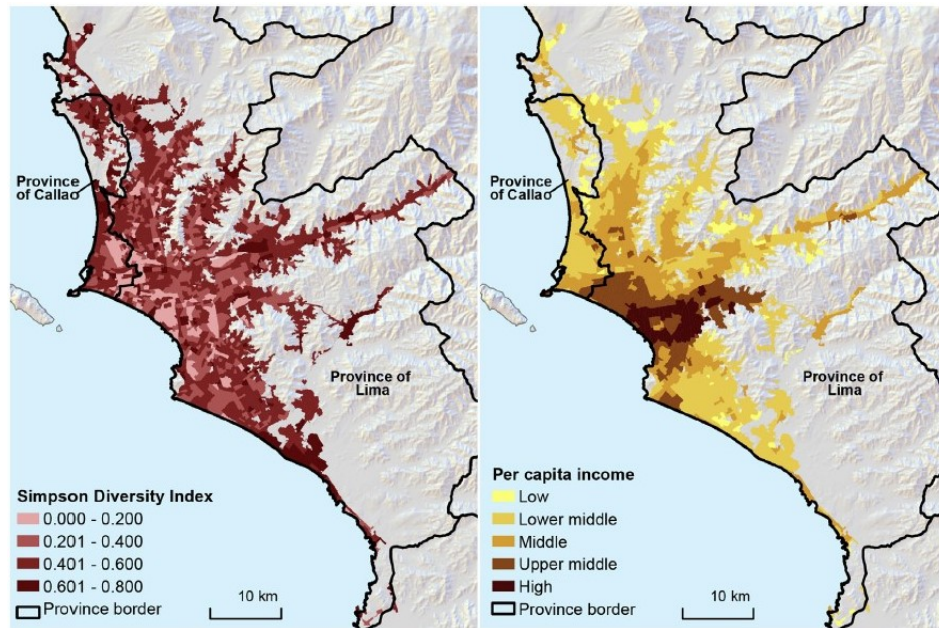 Province
of Callao
Province of
Lima
Simpson Diversity Index
0.000 - 0.200
0.201 - 0.400
0.401 - 0.600
0.601 - 0.800
Province border
10 km
Province
of Callao
Province of
Lima
Per capita income
Low
Lower middle
Middle
Upper middle
High
Province border
10 km